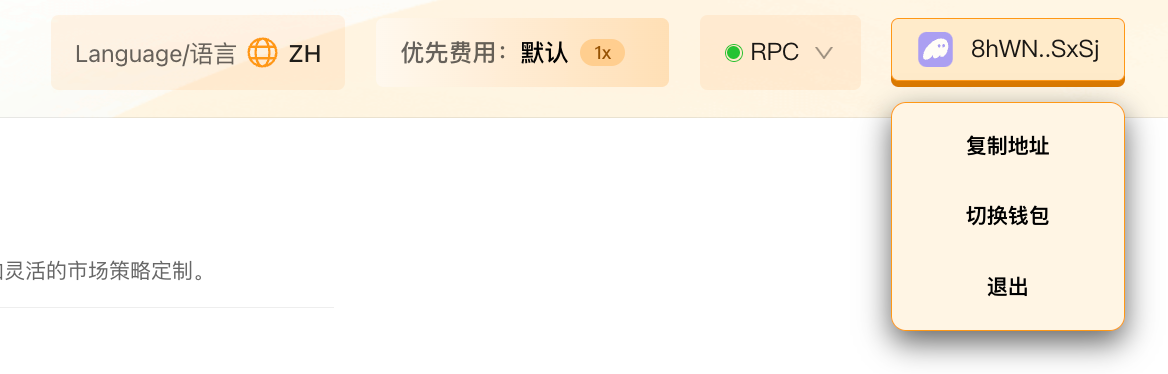 Language/语言 ZH
优先费用：默认 1x
RPC
8hWN..SxSj
复制地址
切换钱包
退出
灵活的市场策略定制。